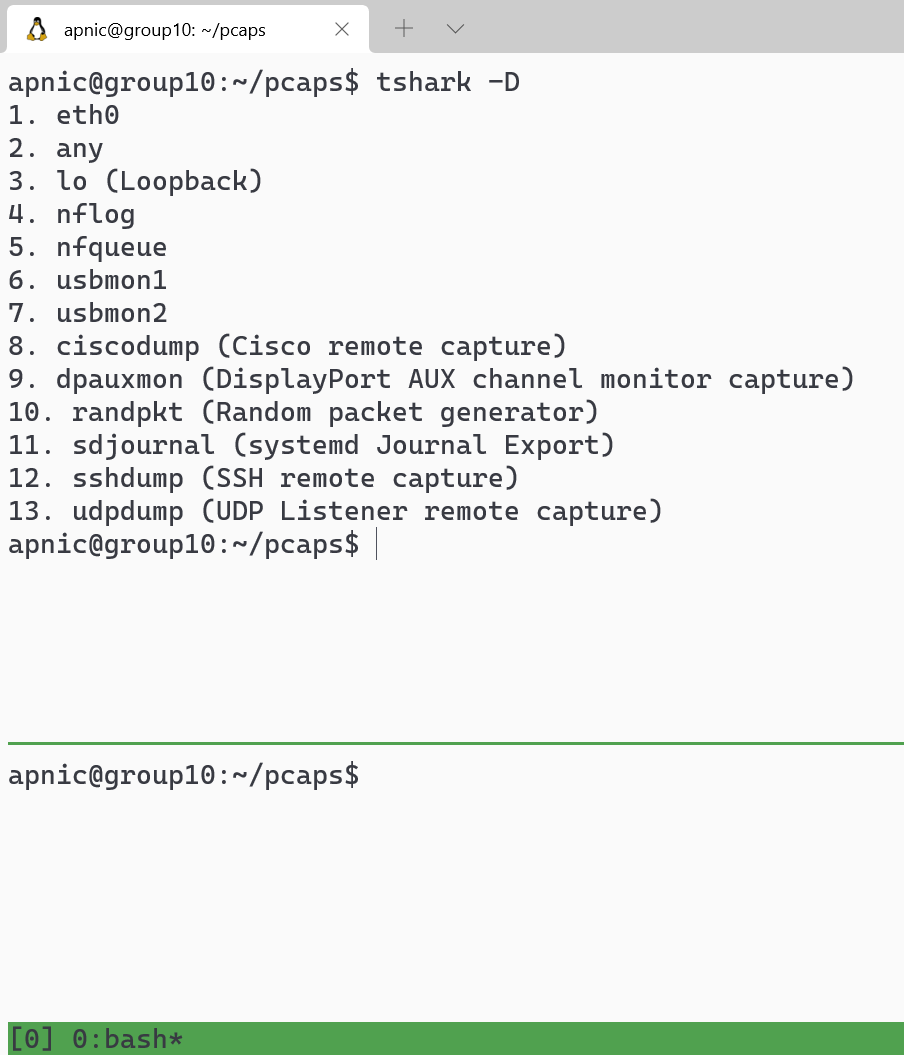 apnic@group10: ~/pcaps
apnic@group10:~/pcaps$ tshark -D
1. eth0
2. any
3. lo (Loopback)
4. nflog
5. nfqueue
6. usbmon1
7. usbmon2
8. ciscodump (Cisco remote capture)
9. dpauxmon (DisplayPort AUX channel monitor capture)
10. randpkt (Random packet generator)
11. sdjournal (systemd Journal Export)
12. sshdump (SSH remote capture)
13. udpdump (UDP Listener remote capture)
apnic@group10:~/pcaps$
apnic@group10:~/pcaps$
[0] 0:bash*